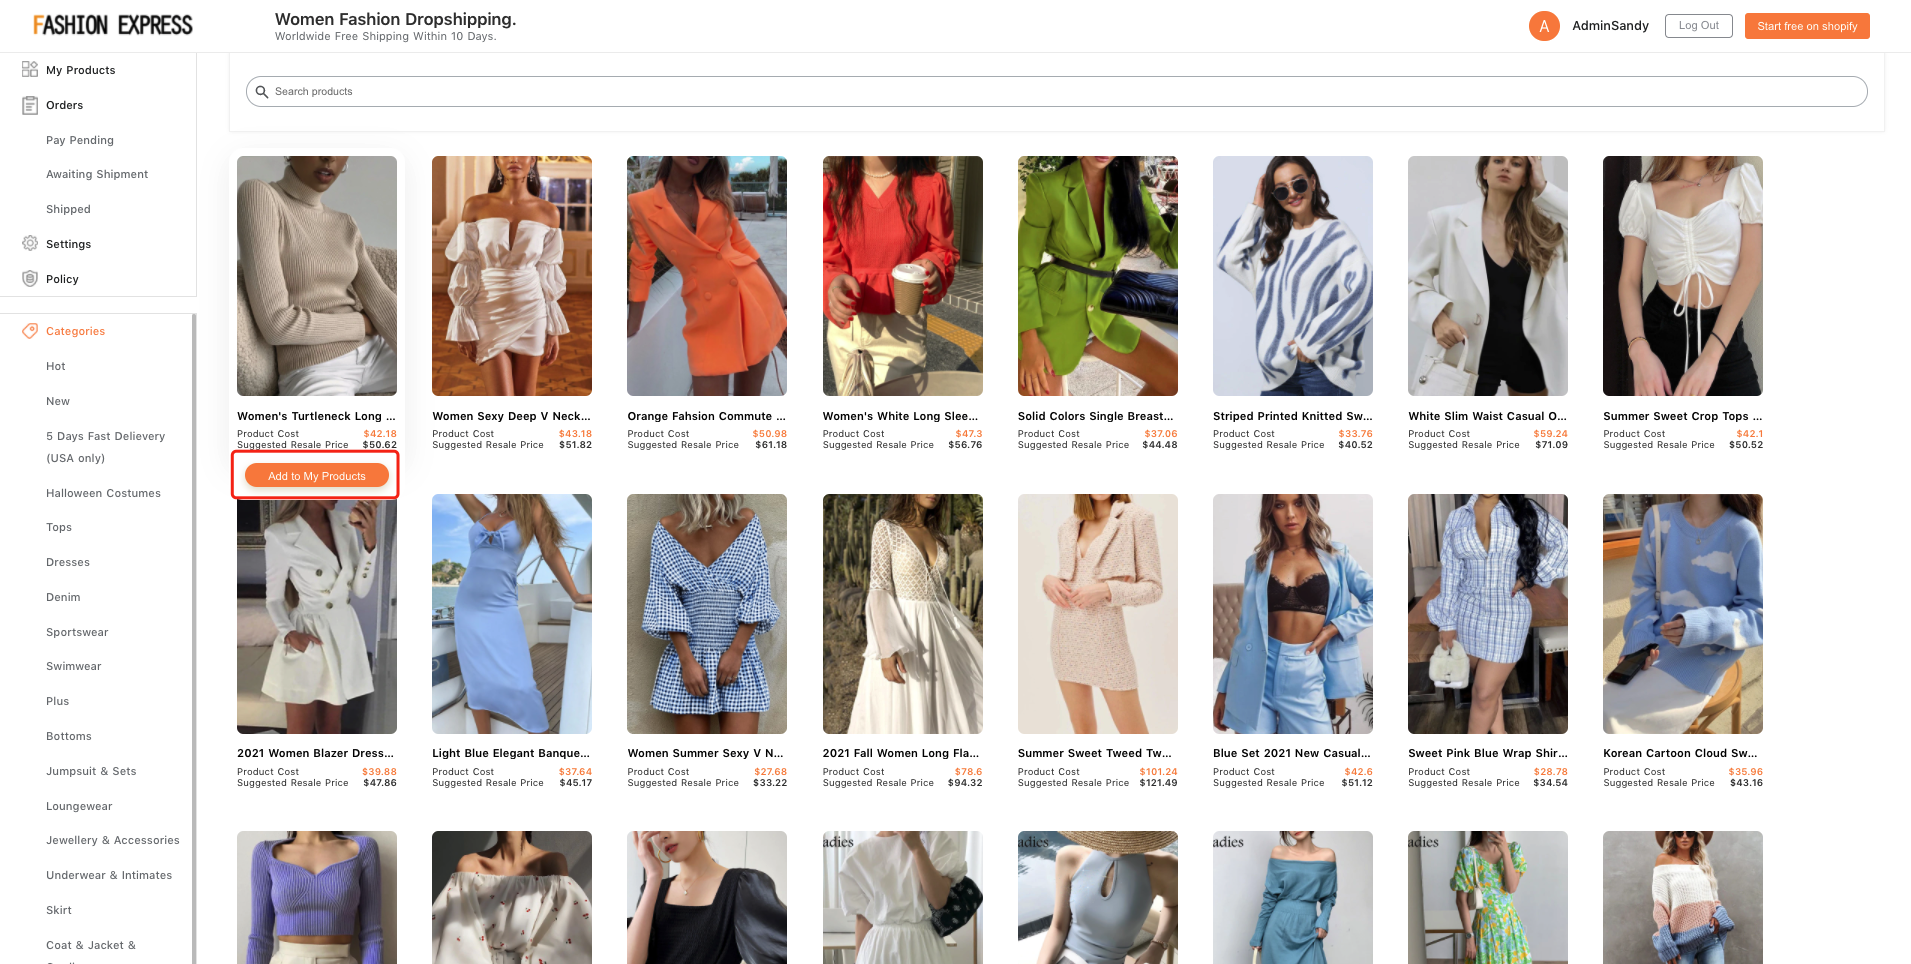 FASHION EXPRESS
Women Fashion Dropshipping.
Worldwide Free Shipping Within 10 Days.
A
AdminSandy
Log Out
Start free on shopify
My Products
Orders
Pay Pending
Awaiting Shipment
Shipped
Settings
Policy
Categories
Hot
New
5 Days Fast Delievery
(USA only)
Halloween Costumes
Tops
Dresses
Denim
Sportswear
Swimwear
Plus
Bottoms
Jumpsuit & Sets
Loungewear
Jewellery & Accessories
Underwear & Intimates
Skirt
Coat & Jacket &
Search products
Women's Turtleneck Long ...
Product Cost $42.18
Suggested Resale Price $50.62
Add to My Products
Women Sexy Deep V Neck...
Product Cost $43.18
Suggested Resale Price $51.82
Orange Fahsion Commute ...
Product Cost $50.98
Suggested Resale Price $61.18
Women's White Long Slee...
Product Cost $47.3
Suggested Resale Price $56.76
Solid Colors Single Breast...
Product Cost $37.06
Suggested Resale Price $44.48
Striped Printed Knitted Sw...
Product Cost $33.76
Suggested Resale Price $40.52
White Slim Waist Casual O...
Product Cost $59.24
Suggested Resale Price $71.09
Summer Sweet Crop Tops ...
Product Cost $42.1
Suggested Resale Price $50.52
2021 Women Blazer Dress...
Product Cost $39.88
Suggested Resale Price $47.86
Light Blue Elegant Banque...
Product Cost $37.64
Suggested Resale Price $45.17
Women Summer Sexy V N...
Product Cost $27.68
Suggested Resale Price $33.22
2021 Fall Women Long Fla...
Product Cost $78.6
Suggested Resale Price $94.32
Summer Sweet Tweed Tw...
Product Cost $101.24
Suggested Resale Price $121.49
Blue Set 2021 New Casual...
Product Cost $42.6
Suggested Resale Price $51.12
Sweet Pink Blue Wrap Shir...
Product Cost $28.78
Suggested Resale Price $34.54
Korean Cartoon Cloud Sw...
Product Cost $35.96
Suggested Resale Price $43.16
adies
adies
adies
adies